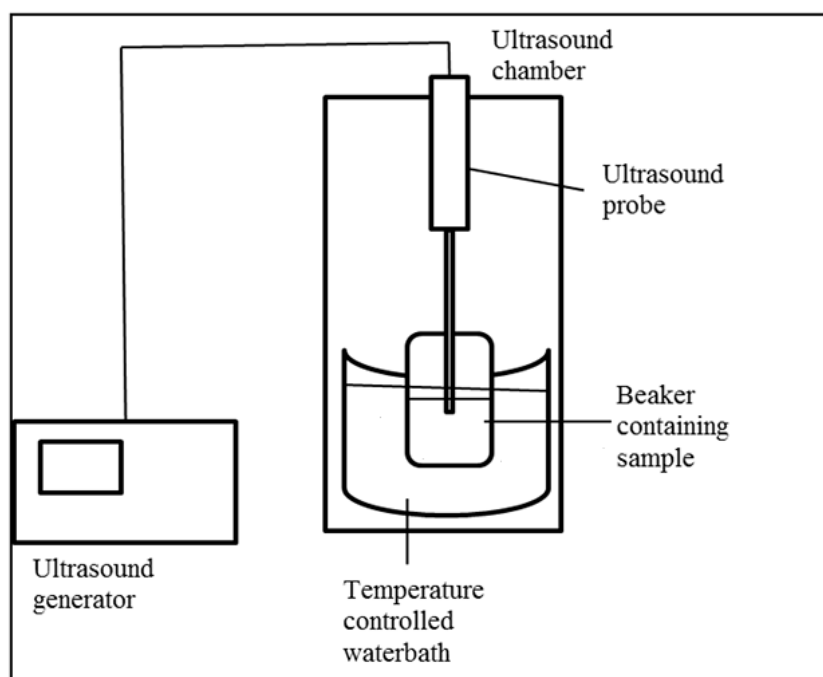 Ultrasound
chamber
Ultrasound
probe
Beaker
containing
sample
Ultrasound
generator
Temperature
controlled
waterbath